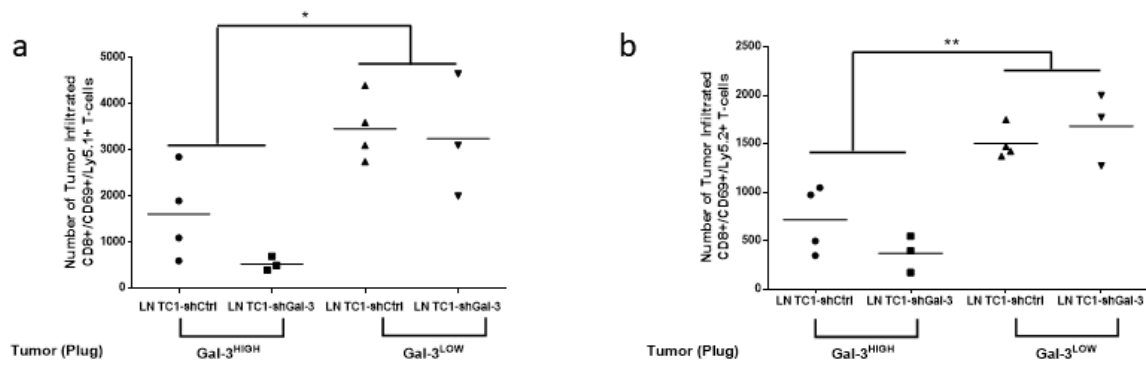 a
*
Number of Tumor Infiltrated
CD8+/CD69+/Ly5.1+ T-cells
5000
4000
3000
2000
1000
0
LN TC1-shCtrl LN TC1-shGal-3 LN TC1-shCtrl LN TC1-shGal-3
Tumor (Plug) Gal-3HIGH Gal-3LOW
b
**
Number of Tumor Infiltrated
CD8+/CD69+/Ly5.2+ T-cells
2500
2000
1500
1000
500
0
LN TC1-shCtrl LN TC1-shGal-3 LN TC1-shCtrl LN TC1-shGal-3
Tumor (Plug) Gal-3HIGH Gal-3LOW